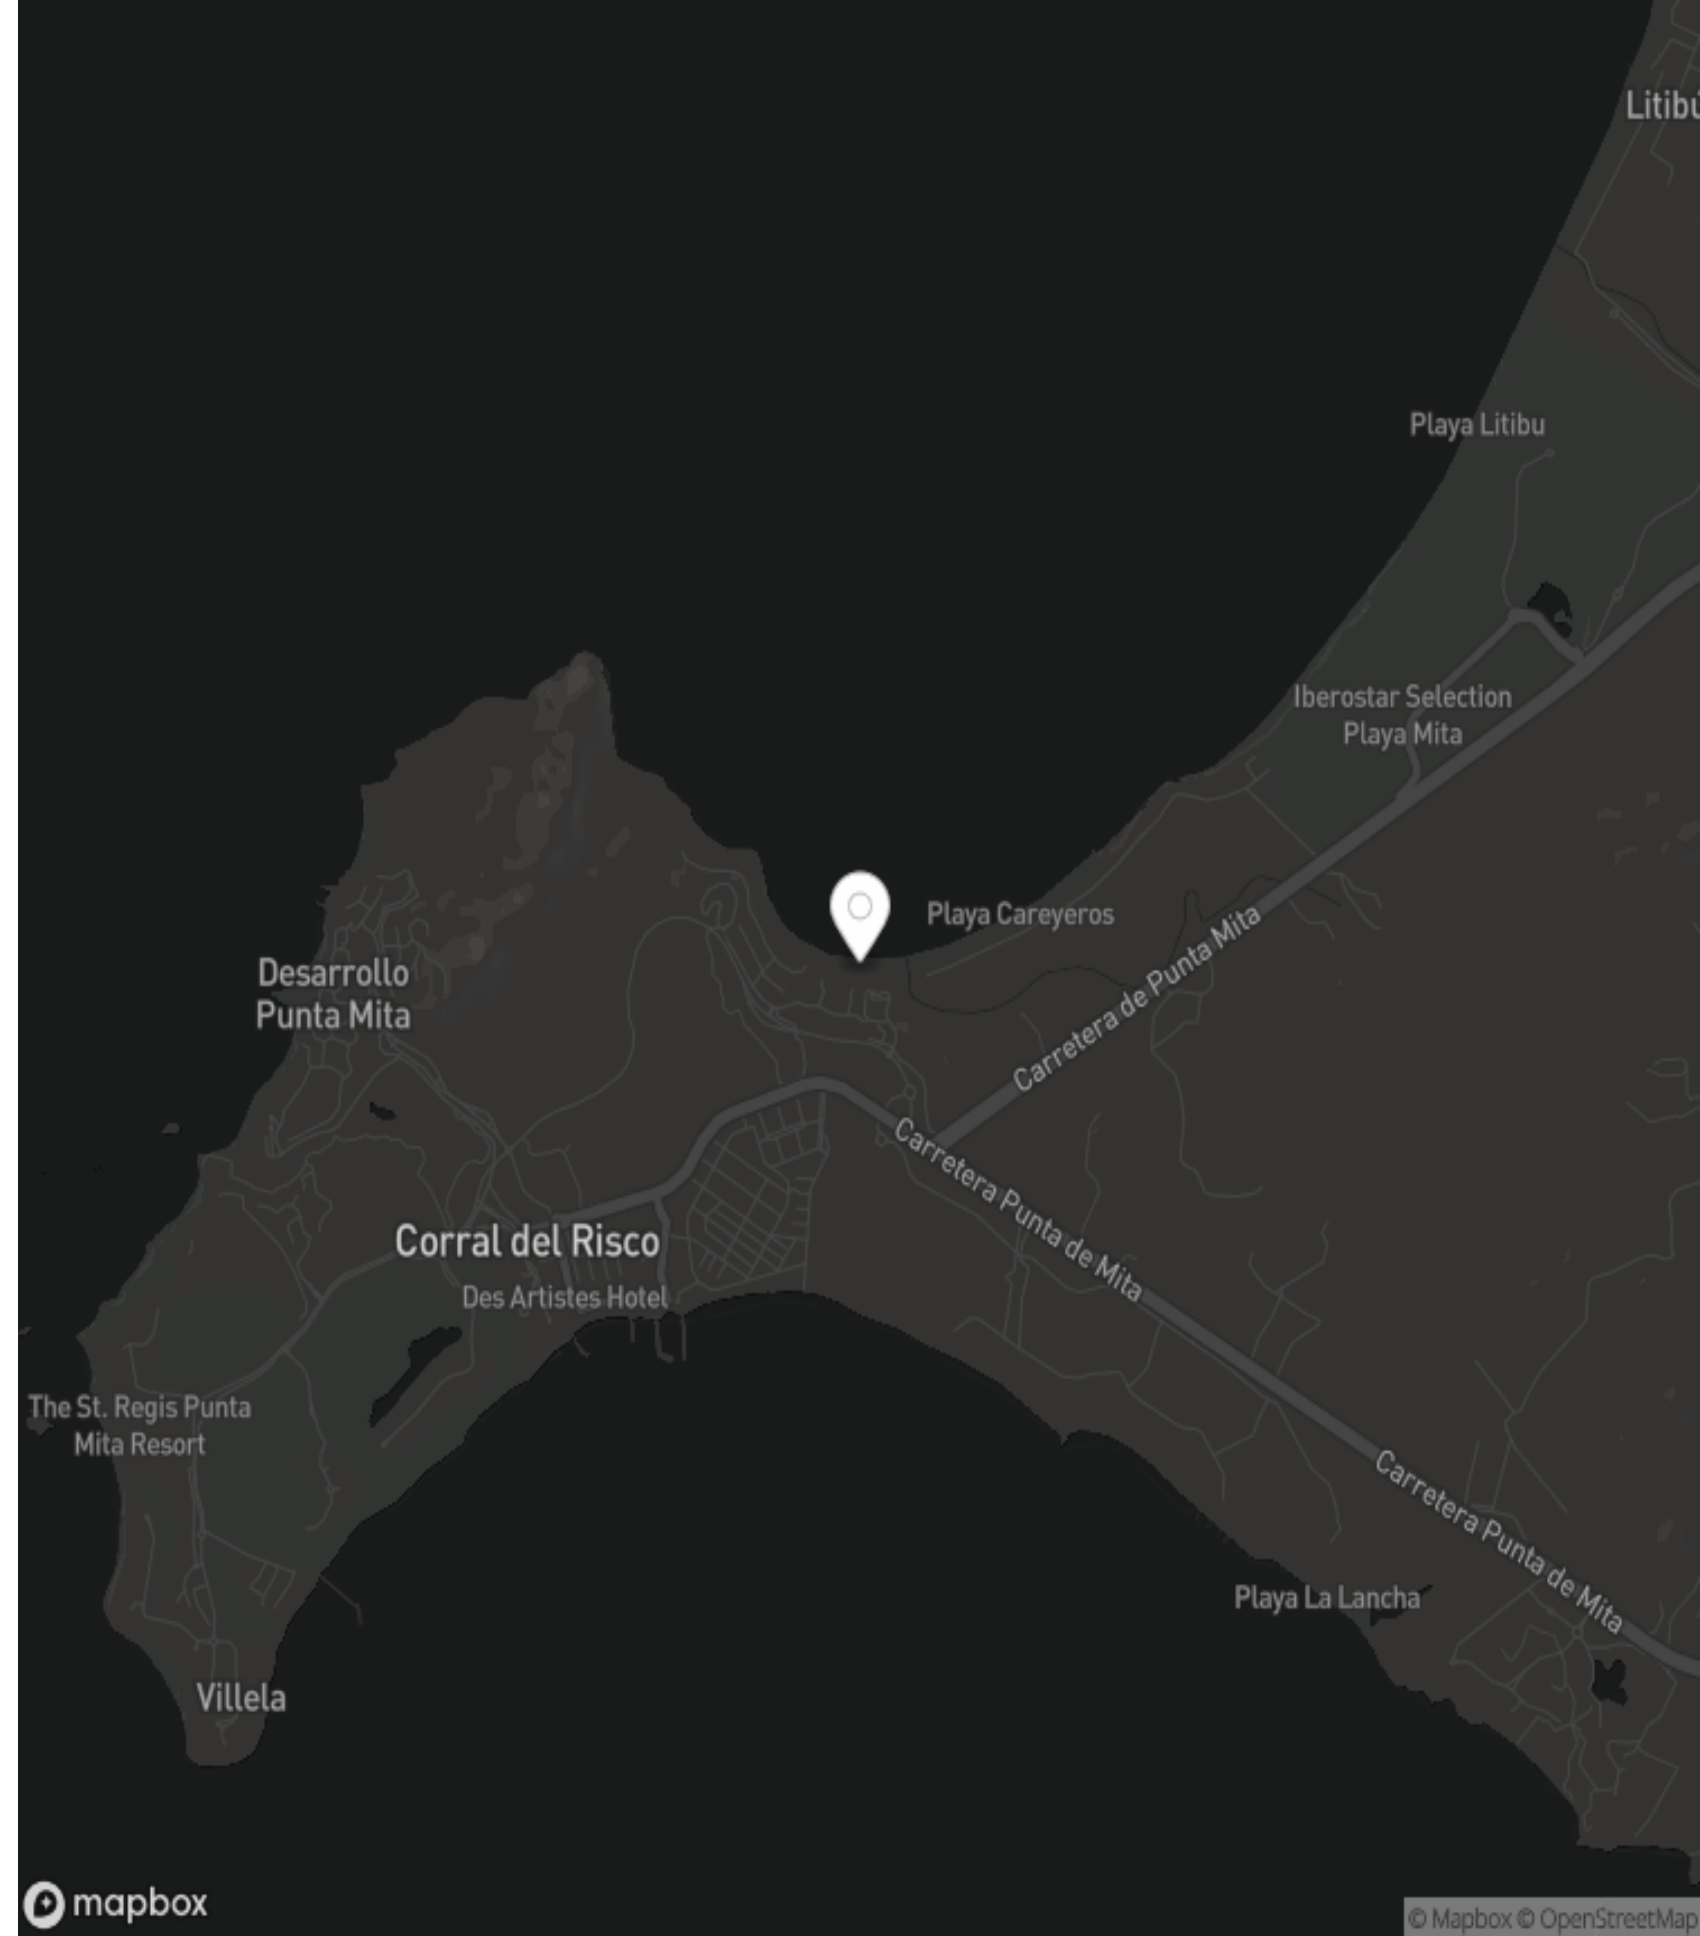 Litibú
Playa Litibu
Iberostar Selection
Playa Mita
Playa Careyeros
Carretera de Punta Mita
Desarrollo
Punta Mita
Carretera Punta de Mita
Corral del Risco
Des Artistes Hotel
The St. Regis Punta
Mita Resort
Carretera Punta de Mita
Playa La Lancha
Villela
mapbox
© Mapbox © OpenStreetMap